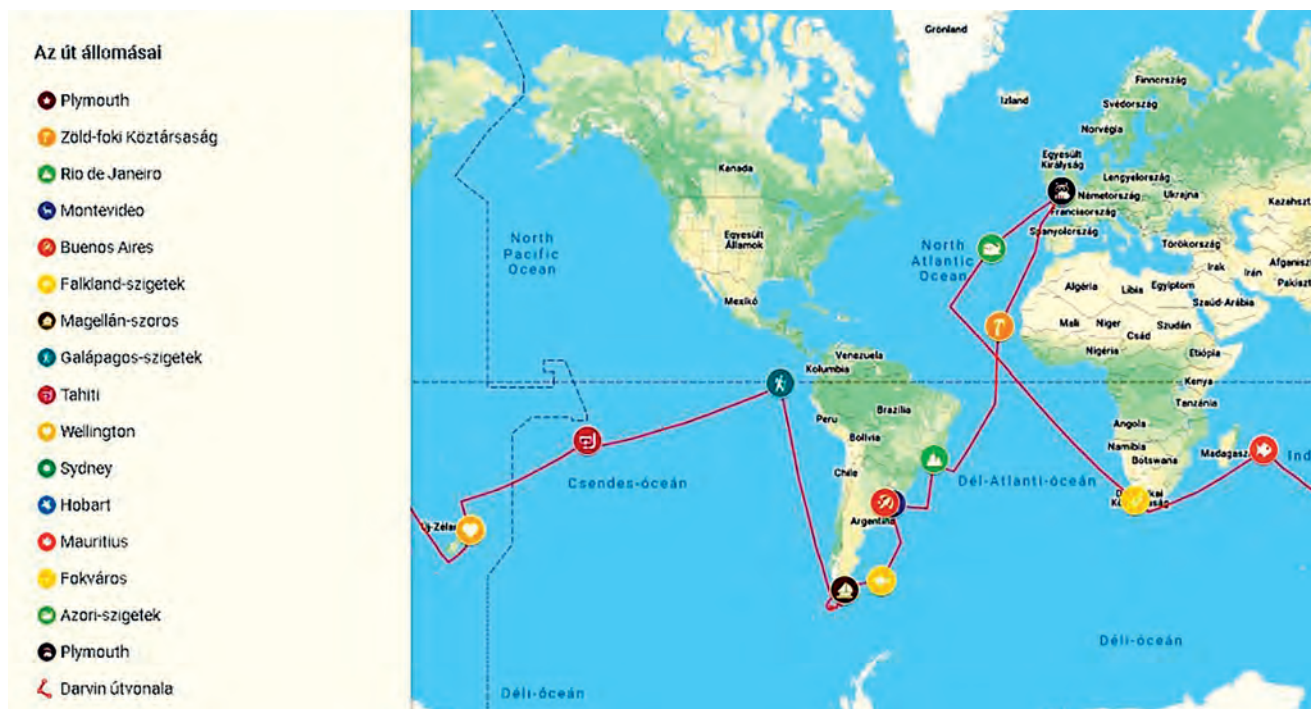 Az út állomásai
Plymouth
Zöld-foki Köztársaság
Rio de Janeiro
Montevideo
Buenos Aires
Falkland-szigetek
Magellán-szoros
Galápagos-szigetek
Tahiti
Wellington
Sydney
Hobart
Mauritius
Fokváros
Azori-szigetek
Plymouth
Darvin útvonala
Grönland
Izland
Finnország
Svédország
Norvégia
Egyesült
Királyság
Lengyelország
Németország
Ukrajna
Kazahszt
Franciaország
Spanyolország
Törökország
Kanada
Egyesült
Államok
North
Pacific
Ocean
North
Atlantic
Ocean
Irak
Irán
Afganiszt
Pakiszt
Algéria
Líbia
Egyiptom
Szaúd-Arábia
Mexikó
Mali
Niger
Csád
Szudán
Nigéria
Etiópia
Venezuela
Kolumbia
Kenya
Tanzánia
Peru
Brazília
Bolívia
Angola
Namíbia
Botswana
Madagasz
Ind
Chile
Csendes-óceán
Dél-Atlanti-óceán
Argentína
Új-Zéla
Déli-óceán
Déli-óceán